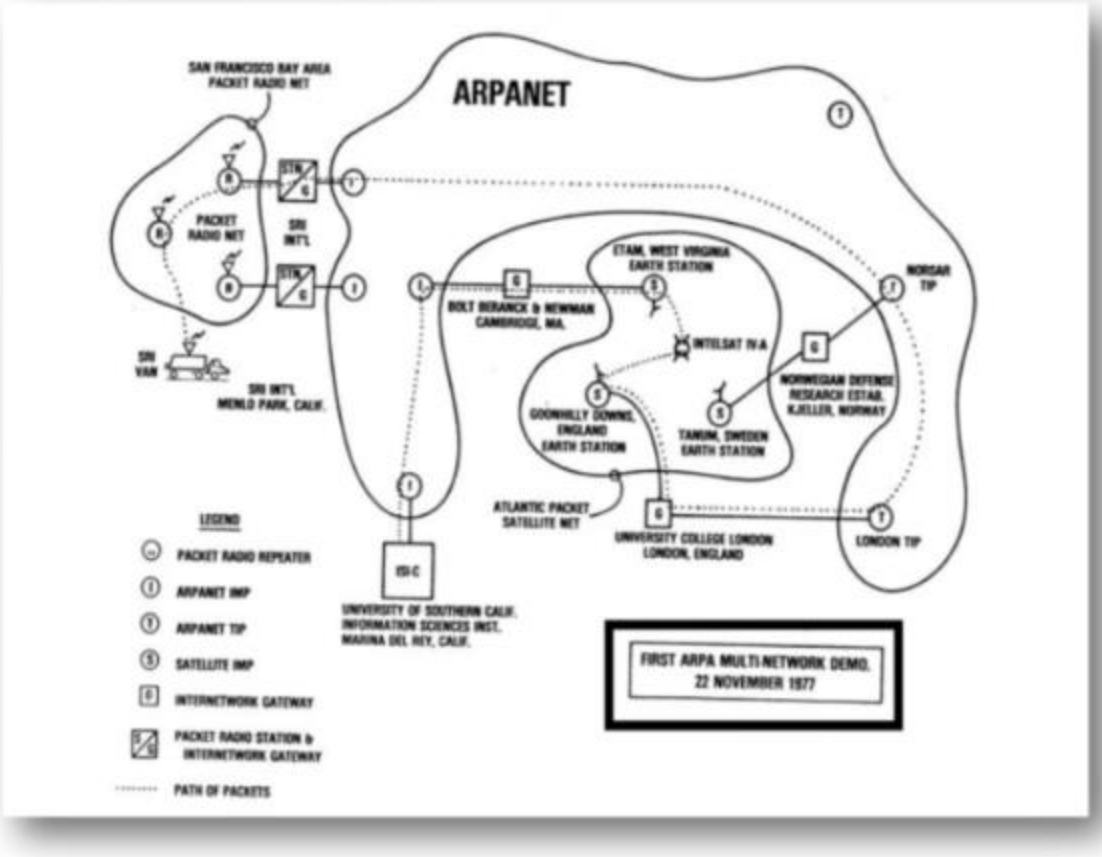 ARPANET
SAN FRANCISCO BAY AREA
PACKET RADIO NET
T
R
STN
G
I
R
PACKET
RADIO NET
SRI
INT'L
R
STN
G
I
SRI
VAN
SRI INT'L
MENLO PARK, CALIF.
I
G
BOLT BERANCK & NEWMAN
CAMBRIDGE, MA.
ETAM, WEST VIRGINIA
EARTH STATION
S
INTELSAT IV-A
S
GOONHILLY DOWNS,
ENGLAND
EARTH STATION
S
TANUM, SWEDEN
EARTH STATION
NORSAR
TIP
T
G
NORWEGIAN DEFENSE
RESEARCH ESTAB.
KJELLER, NORWAY
ATLANTIC PACKET
SATELLITE NET
G
UNIVERSITY COLLEGE LONDON
LONDON, ENGLAND
T
LONDON TIP
I
ISI-C
UNIVERSITY OF SOUTHERN CALIF.
INFORMATION SCIENCES INST.
MARINA DEL REY, CALIF.
LEGEND
PACKET RADIO REPEATER
I ARPANET IMP
T ARPANET TIP
S SATELLITE IMP
G INTERNETWORK GATEWAY
S/G PACKET RADIO STATION &
INTERNETWORK GATEWAY
PATH OF PACKETS
FIRST ARPA MULTI-NETWORK DEMO.
22 NOVEMBER 1977